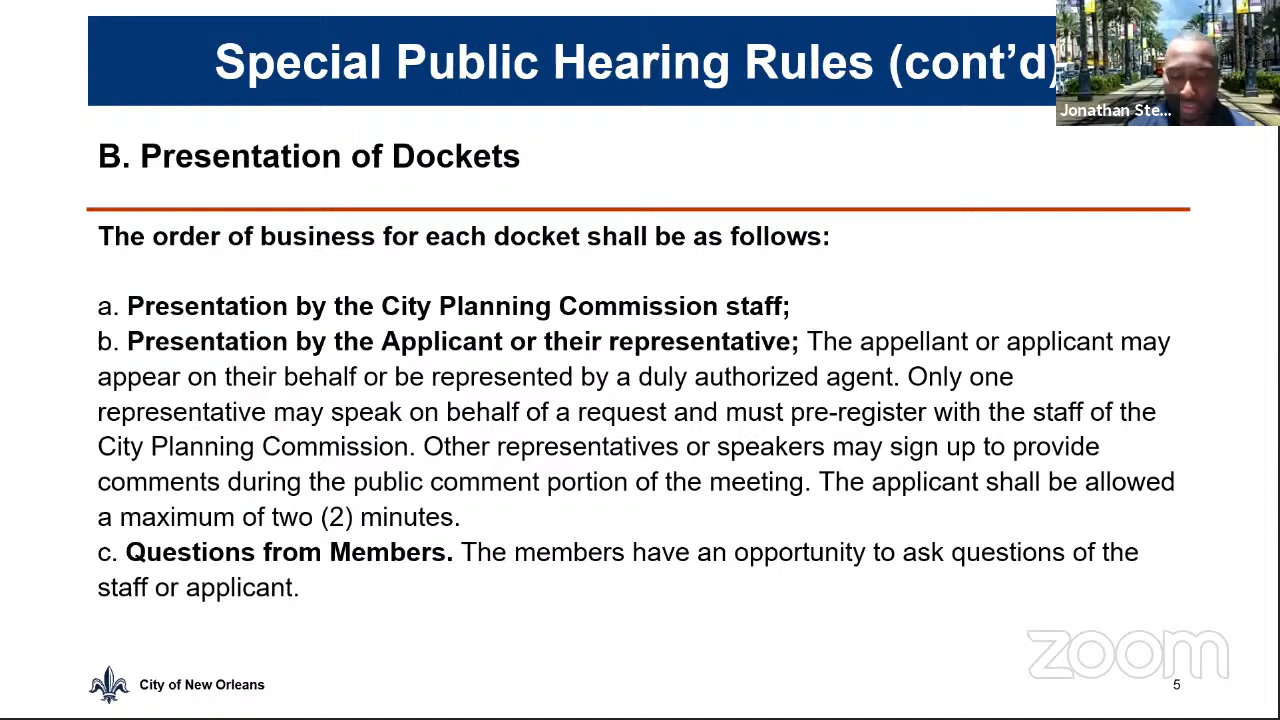 Special Public Hearing Rules (cont’d)
Jonathan Ste...
B. Presentation of Dockets
The order of business for each docket shall be as follows:
a. Presentation by the City Planning Commission staff;
b. Presentation by the Applicant or their representative; The appellant or applicant may
appear on their behalf or be represented by a duly authorized agent. Only one
representative may speak on behalf of a request and must pre-register with the staff of the
City Planning Commission. Other representatives or speakers may sign up to provide
comments during the public comment portion of the meeting. The applicant shall be allowed
a maximum of two (2) minutes.
c. Questions from Members. The members have an opportunity to ask questions of the
staff or applicant.
zoom
City of New Orleans
5